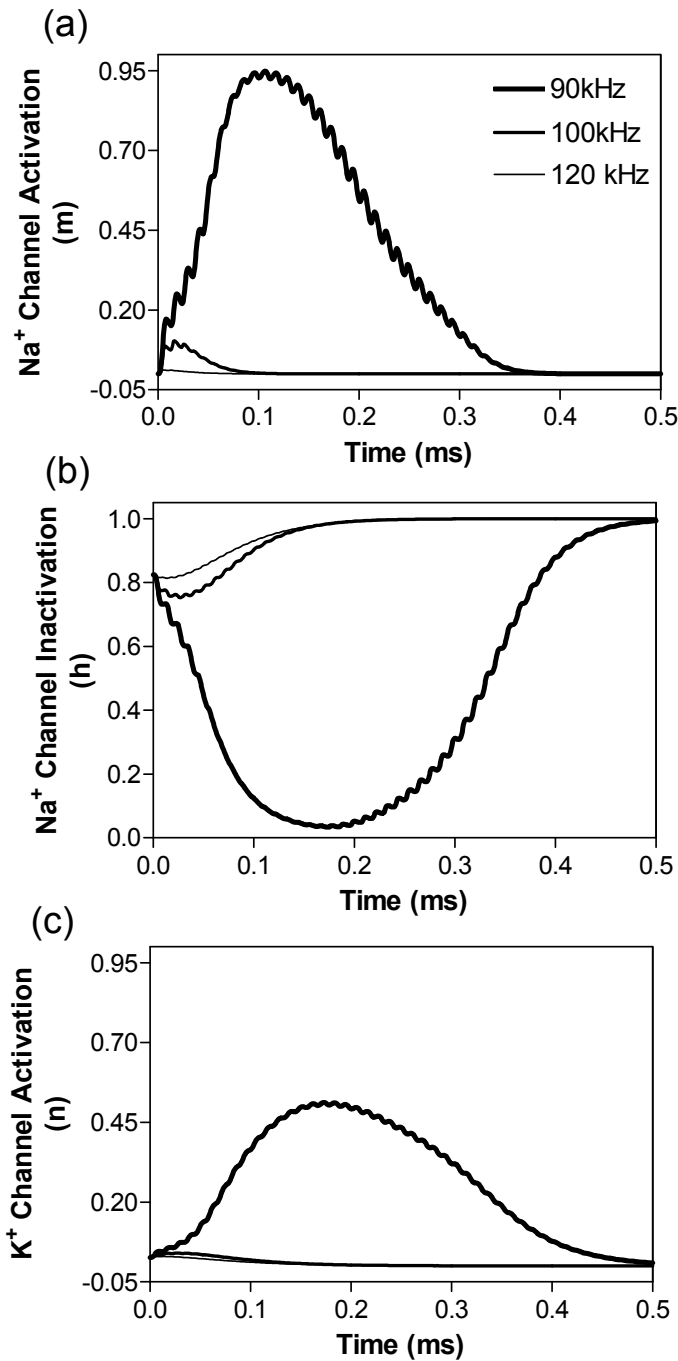 (a)
0.95
0.70
0.45
0.20
-0.05
Na+ Channel Activation
(m)
90kHz
100kHz
120 kHz
0.0 0.1 0.2 0.3 0.4 0.5
Time (ms)
(b)
1.0
0.8
0.6
0.4
0.2
0.0
Na+ Channel Inactivation
(h)
0.0 0.1 0.2 0.3 0.4 0.5
Time (ms)
(c)
0.95
0.70
0.45
0.20
-0.05
K+ Channel Activation
(n)
0.0 0.1 0.2 0.3 0.4 0.5
Time (ms)